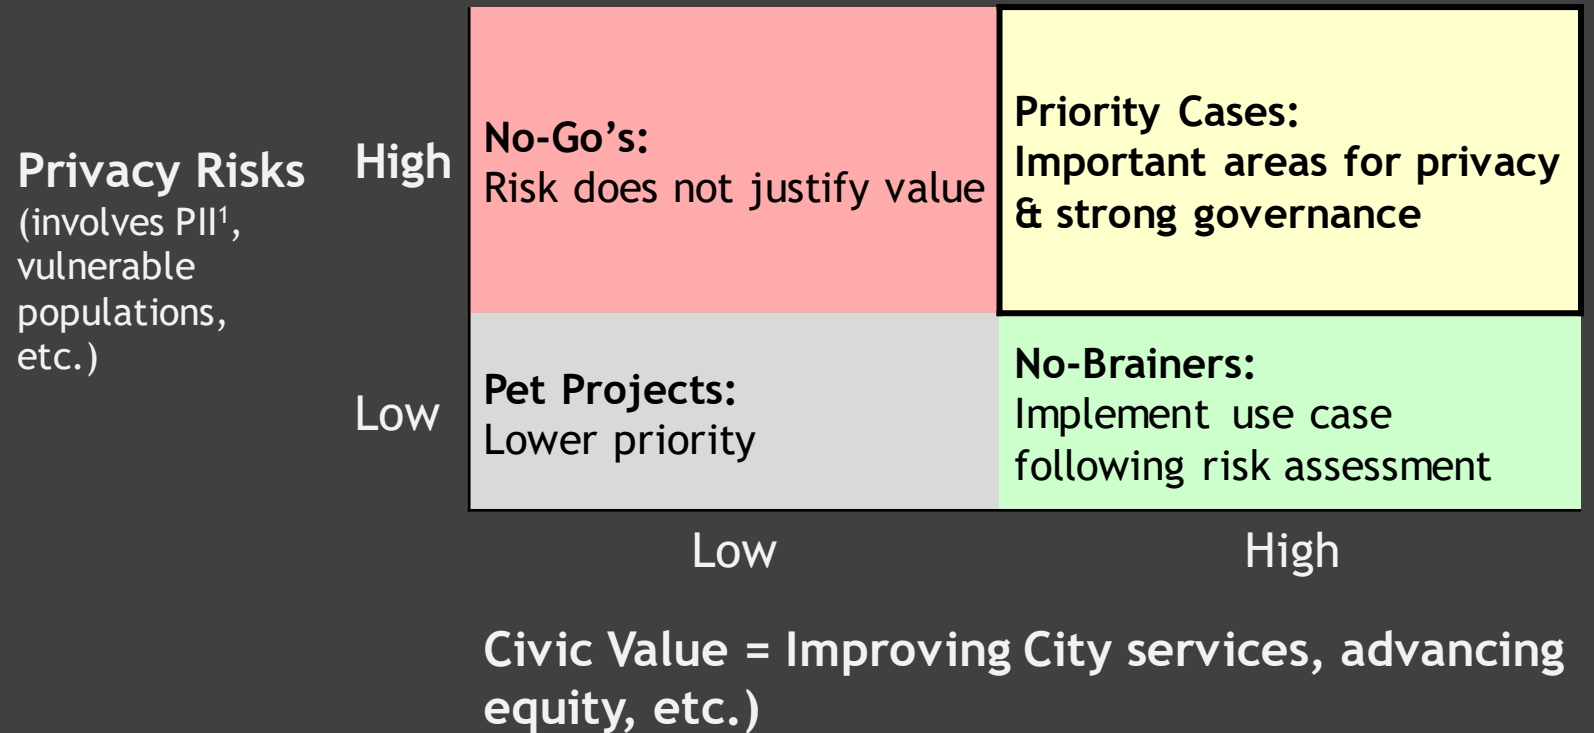 Privacy Risks
(involves PII¹,
vulnerable
populations,
etc.)
High
No-Go’s:
Risk does not justify value
Priority Cases:
Important areas for privacy
& strong governance
Low
Pet Projects:
Lower priority
No-Brainers:
Implement use case
following risk assessment
Low
High
Civic Value = Improving City services, advancing
equity, etc.)